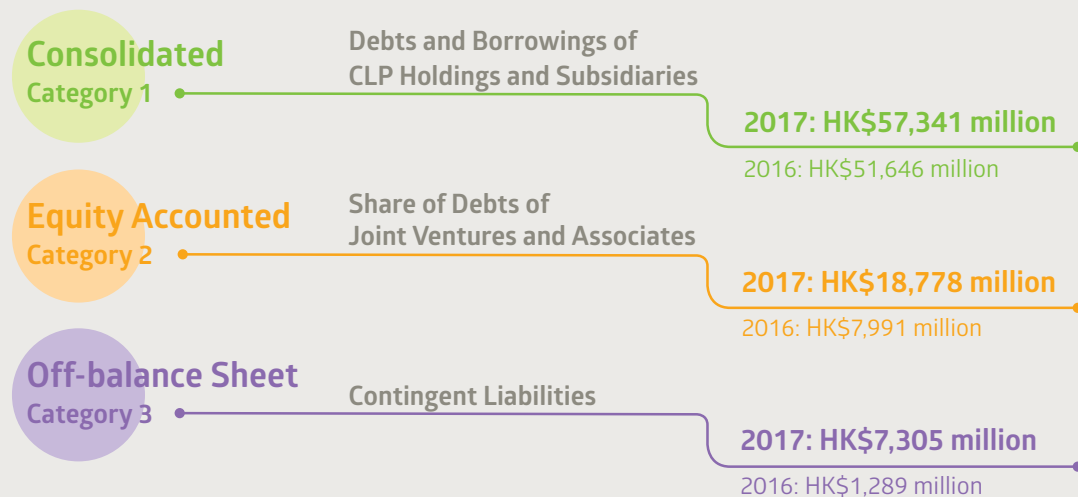 Consolidated
Category 1
Debts and Borrowings of
CLP Holdings and Subsidiaries
2017: HK$57,341 million
2016: HK$51,646 million
Equity Accounted
Category 2
Share of Debts of
Joint Ventures and Associates
2017: HK$18,778 million
2016: HK$7,991 million
Off-balance Sheet
Category 3
Contingent Liabilities
2017: HK$7,305 million
2016: HK$1,289 million